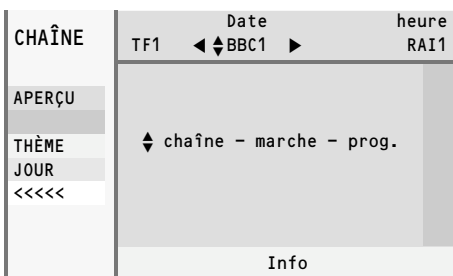 CHAÎNE
APERÇU
THÈME
JOUR
<<<<<
Date heure
TF1 ◀ ♦BBC1 ▶ RAI1
♦ chaîne – marche – prog.
Info